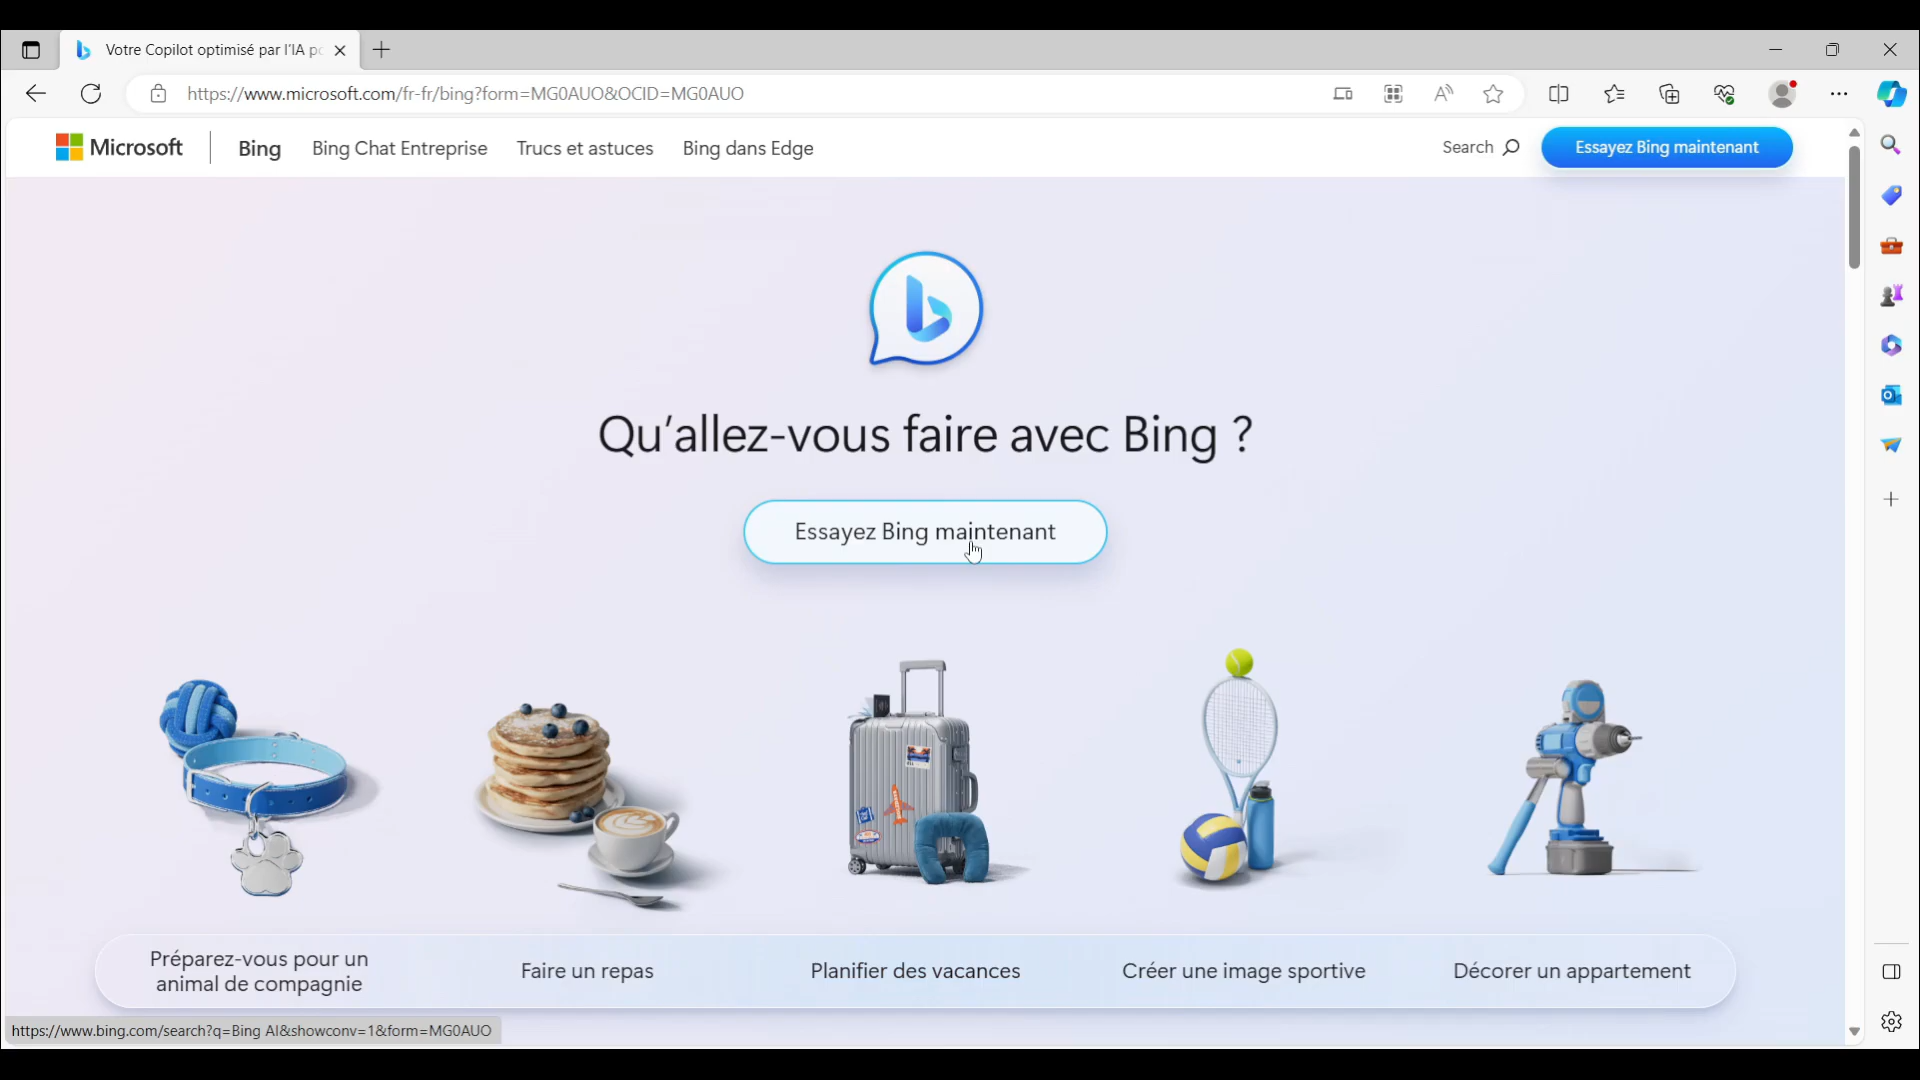 Votre Copilot optimisé par l'IA
https://www.microsoft.com/fr-fr/bing?form=MG0AUO&OCID=MG0AUO
Microsoft
Bing
Bing Chat Entreprise
Trucs et astuces
Bing dans Edge
Search
Essayez Bing maintenant
Qu'allez-vous faire avec Bing ?
Essayez Bing maintenant
Préparez-vous pour un
animal de compagnie
Faire un repas
Planifier des vacances
Créer une image sportive
Décorer un appartement
https://www.bing.com/search?q=Bing AI&showconv=1&form=MG0AUO